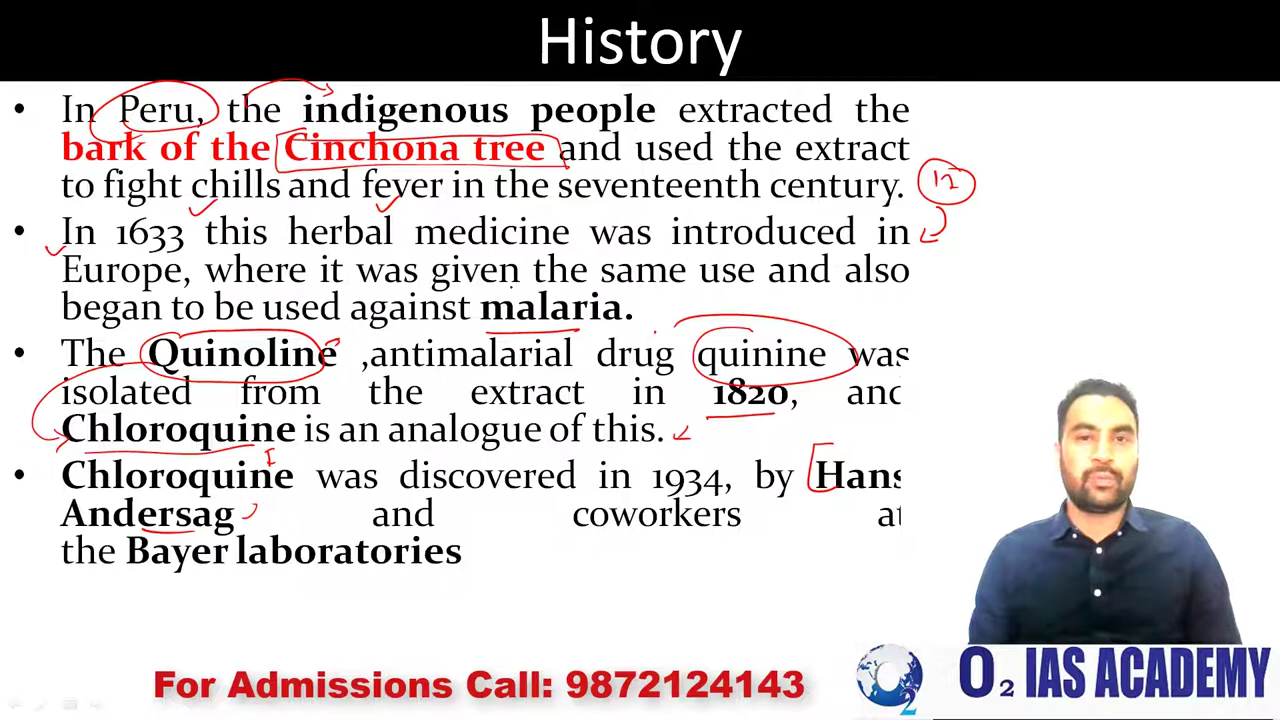 History
• In Peru, the indigenous people extracted the
bark of the Cinchona tree and used the extract
to fight chills and fever in the seventeenth century.
• In 1633 this herbal medicine was introduced in
Europe, where it was given the same use and also
began to be used against malaria.
• The Quinoline ,antimalarial drug quinine was
isolated from the extract in 1820, and
Chloroquine is an analogue of this.
• Chloroquine was discovered in 1934, by Hans
Andersag and coworkers at
the Bayer laboratories
For Admissions Call: 9872124143
O2 IAS ACADEMY